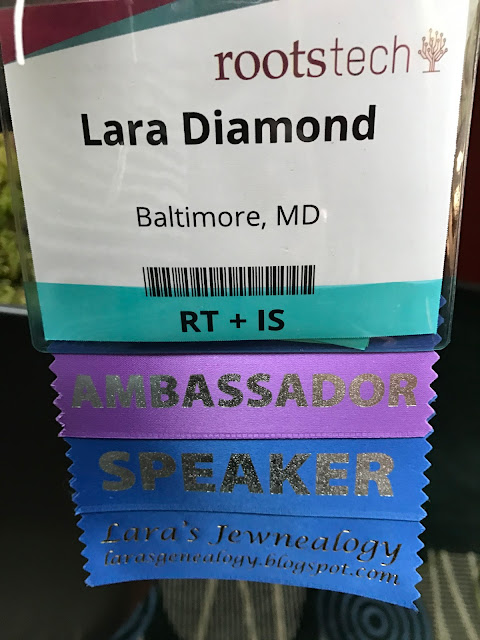 rootstech
Lara Diamond
Baltimore, MD
RT + IS
AMBASSADOR
SPEAKER
Lara's Jewnealogy
larasgenealogy.blogspot.com